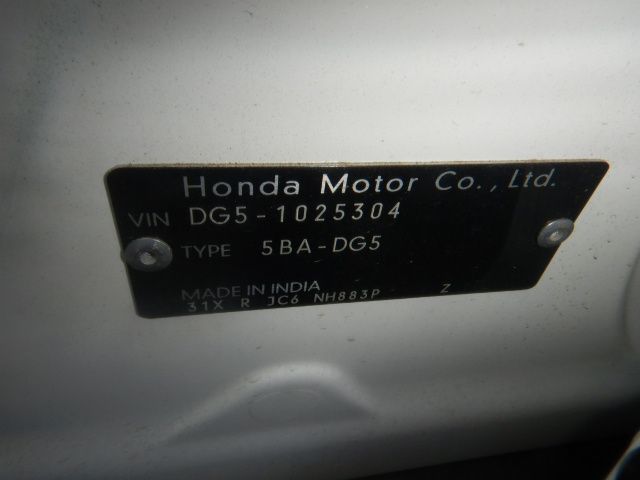 Honda Motor Co., Ltd.
VIN DG5-1025304
TYPE 5BA-DG5
MADE IN INDIA
31X R JC6 NH883P Z